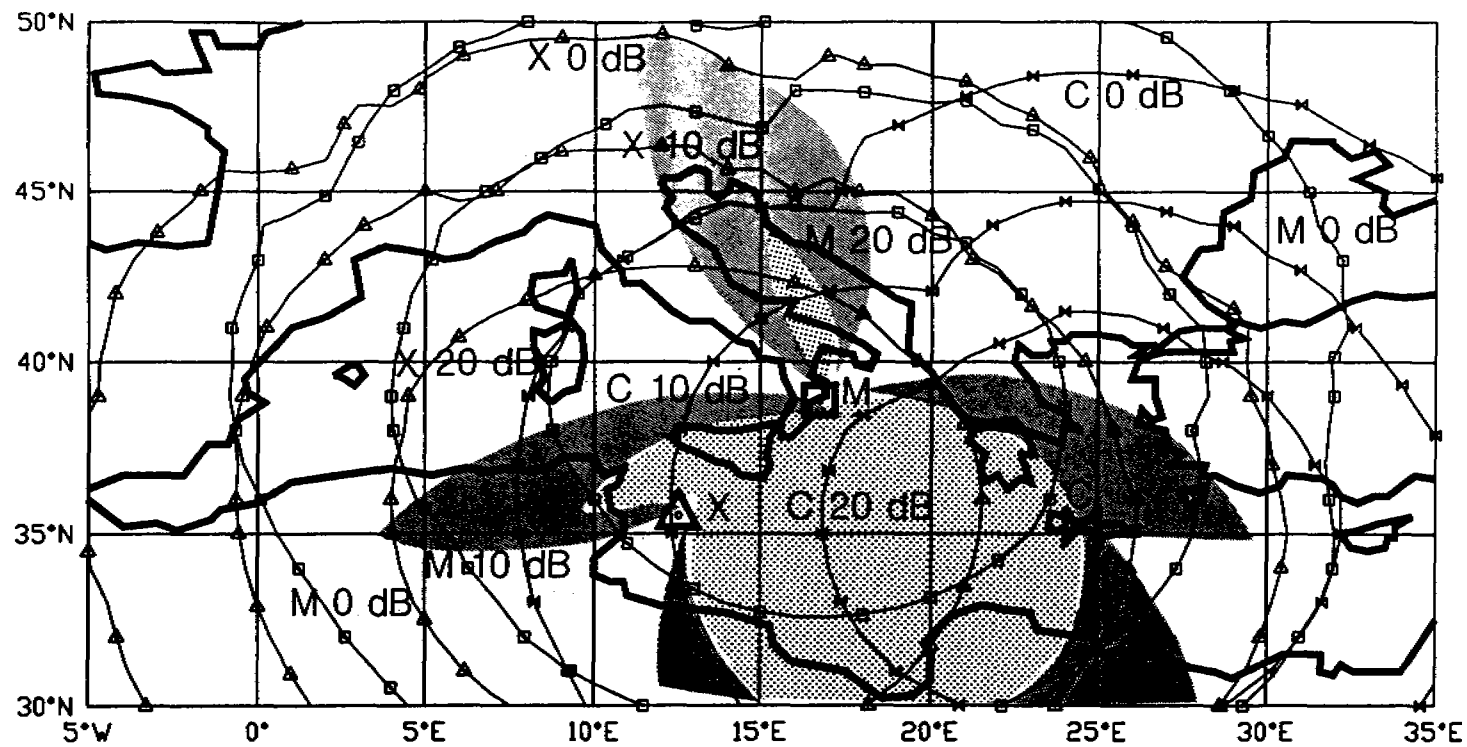 50°N
X 0 dB
C 0 dB
X 10 dB
45°N
M 20 dB
M 0 dB
40°N
X 20 dB
C 10 dB
M
X
C 20 dB
35°N
M 10 dB
M 0 dB
30°N
5°W 0° 5°E 10°E 15°E 20°E 25°E 30°E 35°E